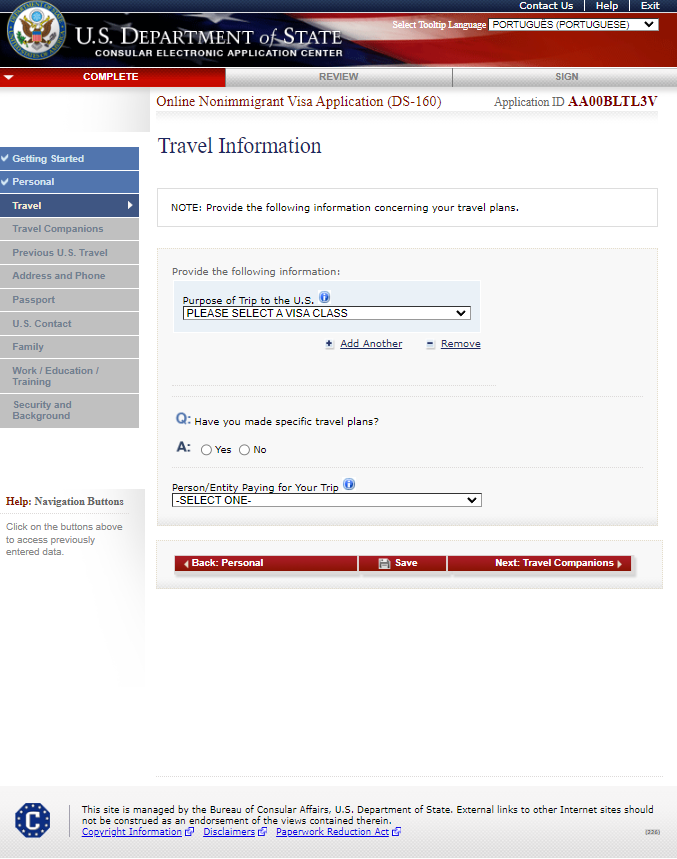 Contact Us | Help | Exit
U.S. DEPARTMENT of STATE
CONSULAR ELECTRONIC APPLICATION CENTER
Select Tooltip Language PORTUGUÊS (PORTUGUESE)
COMPLETE REVIEW SIGN
Online Nonimmigrant Visa Application (DS-160) Application ID AA00BLTL3V
Travel Information
Getting Started
Personal
Travel
Travel Companions
Previous U.S. Travel
Address and Phone
Passport
U.S. Contact
Family
Work / Education /
Training
Security and
Background
Help: Navigation Buttons
Click on the buttons above
to access previously
entered data.
NOTE: Provide the following information concerning your travel plans.
Provide the following information:
Purpose of Trip to the U.S.
PLEASE SELECT A VISA CLASS
Add Another Remove
Q: Have you made specific travel plans?
A: Yes No
Person/Entity Paying for Your Trip
-SELECT ONE-
Back: Personal Save Next: Travel Companions
This site is managed by the Bureau of Consular Affairs, U.S. Department of State. External links to other Internet sites should
not be construed as an endorsement of the views contained therein.
Copyright Information Disclaimers Paperwork Reduction Act
(226)